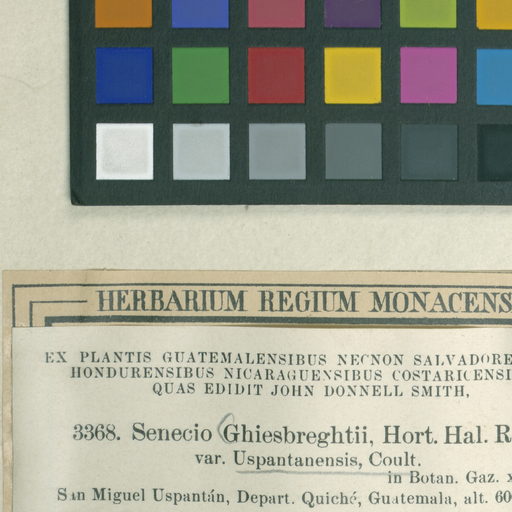 HERBARIUM REGIUM MONACENS
EX PLANTIS GUATEMALENSIBUS NECNON SALVADORE
HONDURENSIBUS NICARAGUENSIBUS COSTARICENSI
QUAS EDIDIT JOHN DONNELL SMITH,
3368. Senecio Ghiesbreghtii, Hort. Hal. R
var. Uspantanensis, Coult.
in Botan. Gaz. x
San Miguel Uspantán, Depart. Quiché, Guatemala, alt. 60